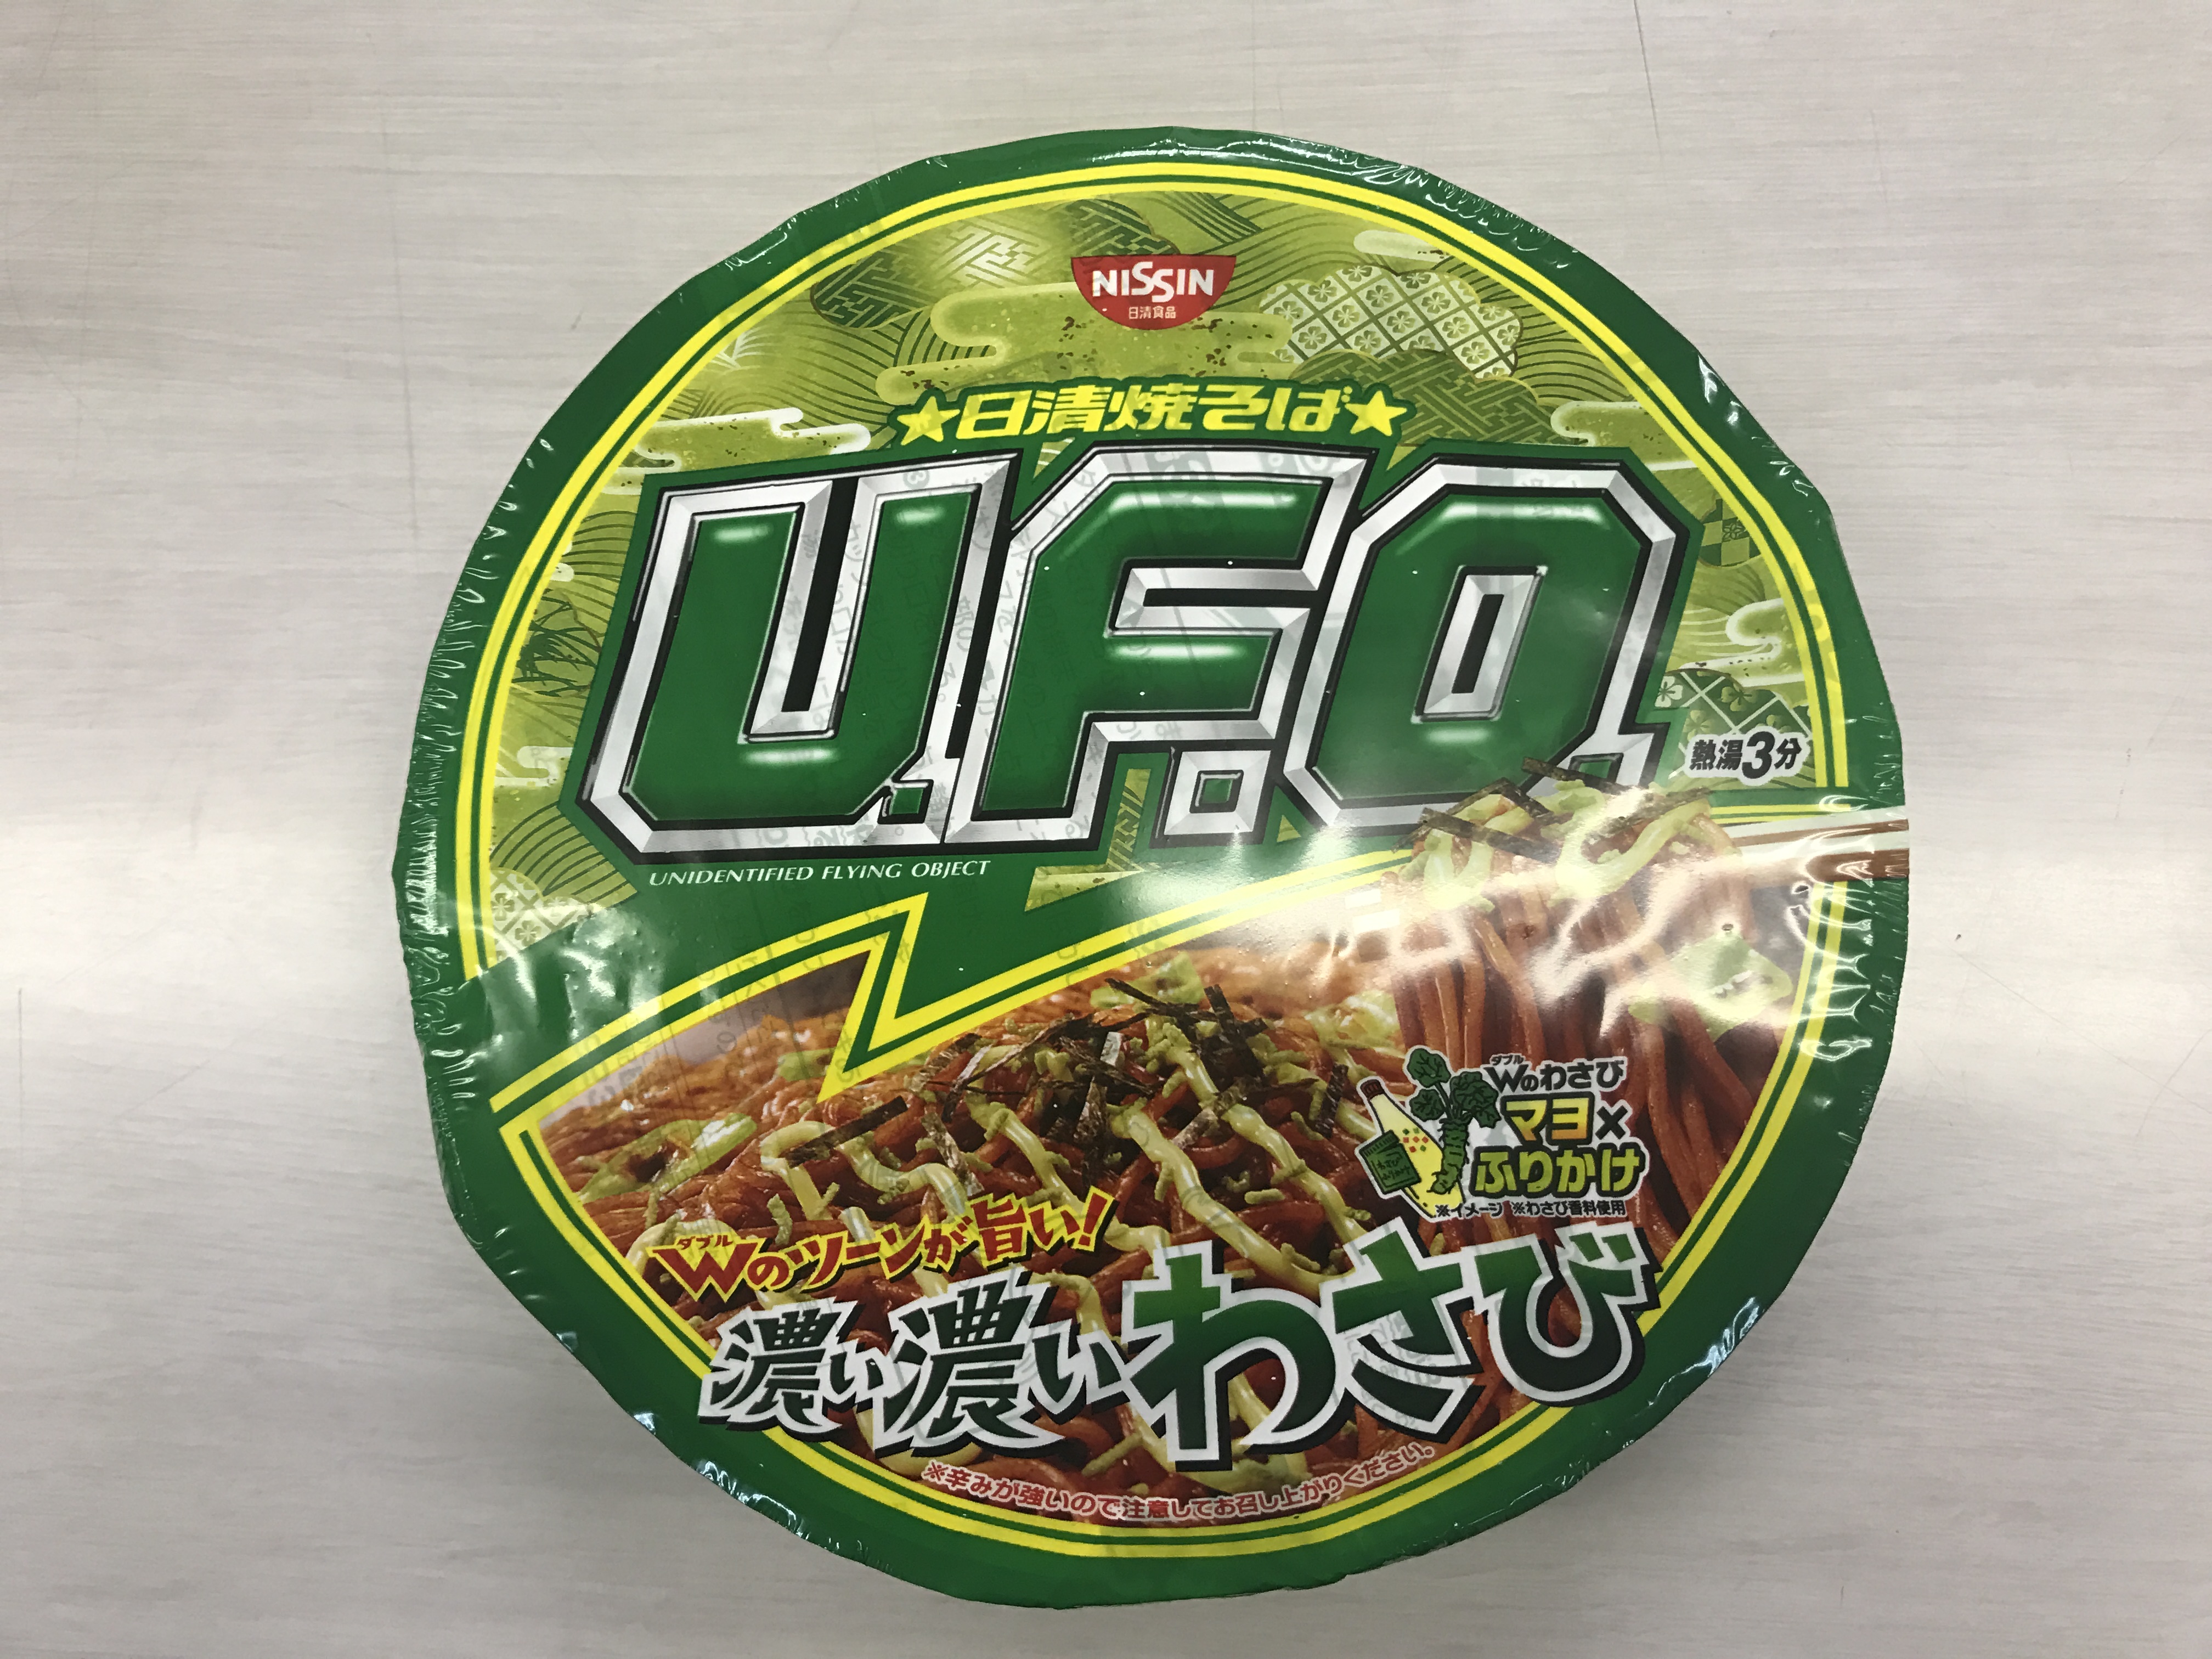 NISSIN
日清食品
★日清焼そば★
U.F.O.
UNIDENTIFIED FLYING OBJECT
熱湯3分
ダブル
Wのわさび
マヨ×
ふりかけ
※イメージ ※わさび香料使用
ダブル
Wのツーンが旨い!
濃い濃いわさび
※辛みが強いので注意してお召し上がりください。